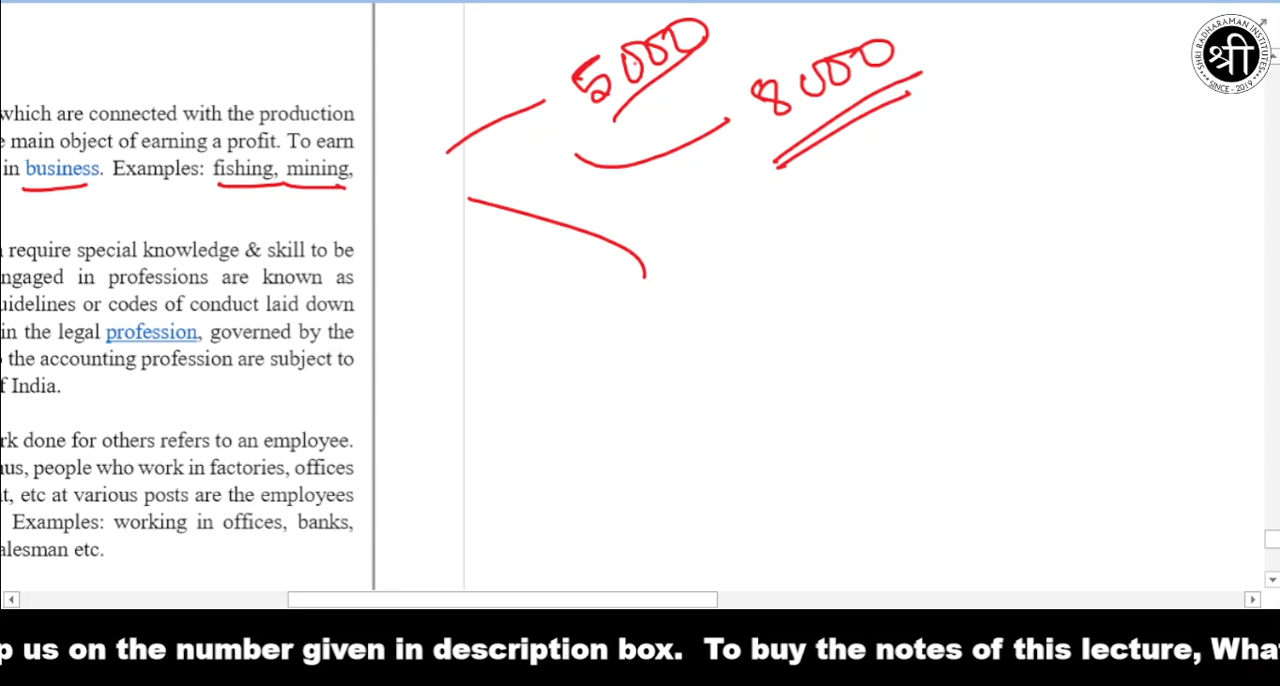 which are connected with the production
main object of earning a profit. To earn
in business. Examples: fishing, mining,
require special knowledge & skill to be
ngaged in professions are known as
uidelines or codes of conduct laid down
in the legal profession, governed by the
the accounting profession are subject to
f India.
rk done for others refers to an employee.
us, people who work in factories, offices
t, etc at various posts are the employees
Examples: working in offices, banks,
alesman etc.
5000
8000
SHRI RADHARAMAN INSTITUTES
श्री
SINCE - 2019
p us on the number given in description box. To buy the notes of this lecture, Wha